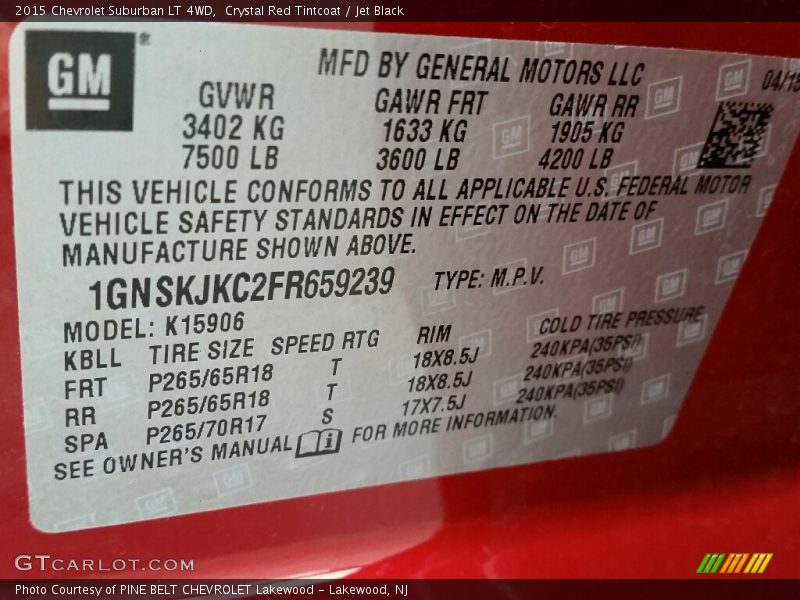 2015 Chevrolet Suburban LT 4WD,  Crystal Red Tintcoat / Jet Black
GM ®
MFD BY GENERAL MOTORS LLC 04/15
GVWR GAWR FRT GAWR RR
3402 KG 1633 KG 1905 KG
7500 LB 3600 LB 4200 LB
THIS VEHICLE CONFORMS TO ALL APPLICABLE U.S. FEDERAL MOTOR
VEHICLE SAFETY STANDARDS IN EFFECT ON THE DATE OF
MANUFACTURE SHOWN ABOVE.
1GNSKJKC2FR659239 TYPE: M.P.V.
MODEL: K15906
KBLL TIRE SIZE SPEED RTG RIM COLD TIRE PRESSURE
FRT P265/65R18 T 18X8.5J 240KPA(35PSI)
RR P265/65R18 T 18X8.5J 240KPA(35PSI)
SPA P265/70R17 S 17X7.5J 240KPA(35PSI)
SEE OWNER'S MANUAL i FOR MORE INFORMATION.
GTCARLOT.COM
Photo Courtesy of PINE BELT CHEVROLET Lakewood – Lakewood, NJ